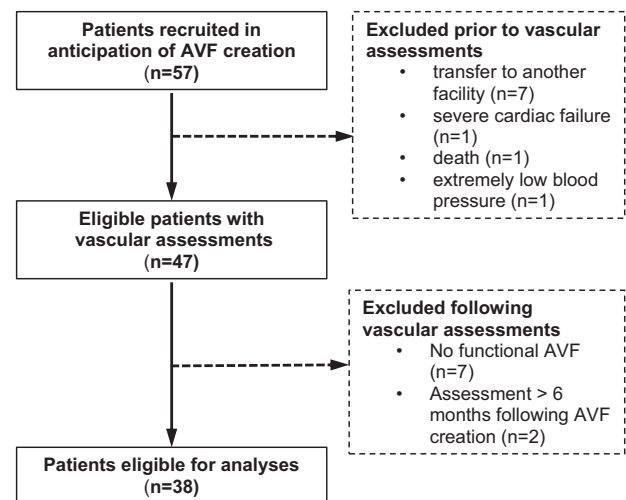 Patients recruited in
anticipation of AVF creation
(n=57)
Excluded prior to vascular
assessments
• transfer to another
facility (n=7)
• severe cardiac failure
(n=1)
• death (n=1)
• extremely low blood
pressure (n=1)
Eligible patients with
vascular assessments
(n=47)
Excluded following
vascular assessments
• No functional AVF
(n=7)
• Assessment > 6
months following AVF
creation (n=2)
Patients eligible for analyses
(n=38)